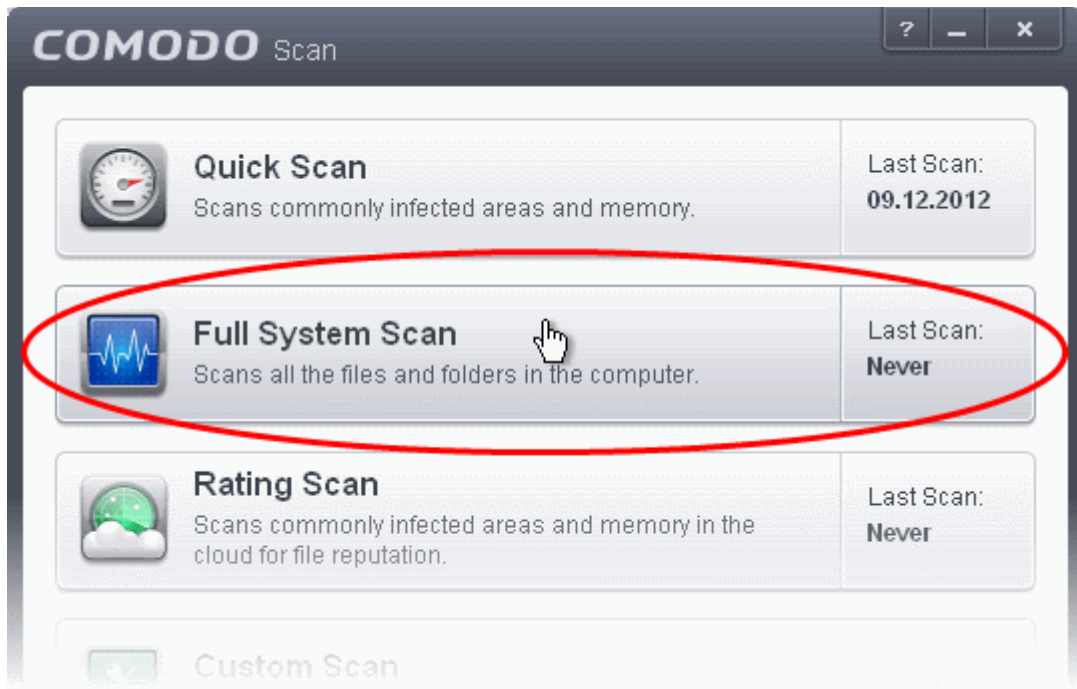 COMODO Scan
? _ x
Quick Scan
Scans commonly infected areas and memory.
Last Scan:
09.12.2012
Full System Scan
Scans all the files and folders in the computer.
Last Scan:
Never
Rating Scan
Scans commonly infected areas and memory in the
cloud for file reputation.
Last Scan:
Never
Custom Scan